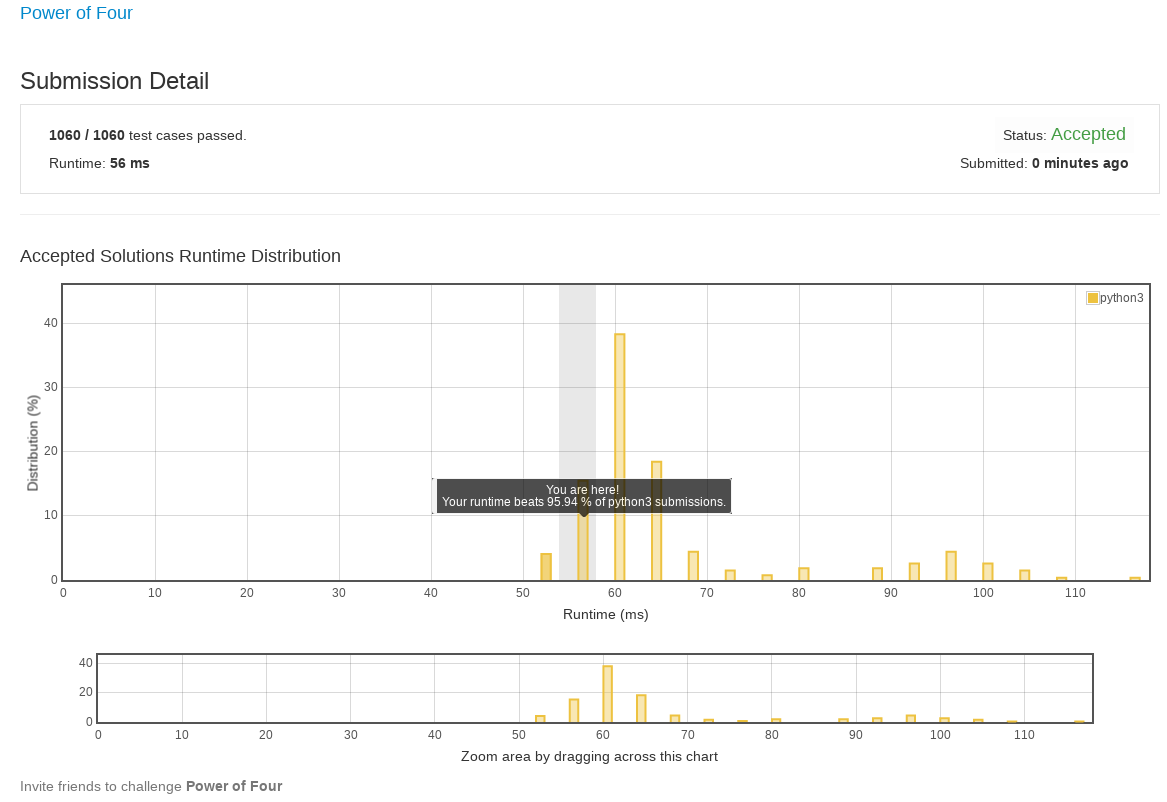 Power of Four
Submission Detail
1060 / 1060 test cases passed.
Status: Accepted
Runtime: 56 ms
Submitted: 0 minutes ago
Accepted Solutions Runtime Distribution
python3
40
30
20
10
0
Distribution (%)
You are here!
Your runtime beats 95.94 % of python3 submissions.
0 10 20 30 40 50 60 70 80 90 100 110
Runtime (ms)
40
20
0
0 10 20 30 40 50 60 70 80 90 100 110
Zoom area by dragging across this chart
Invite friends to challenge Power of Four